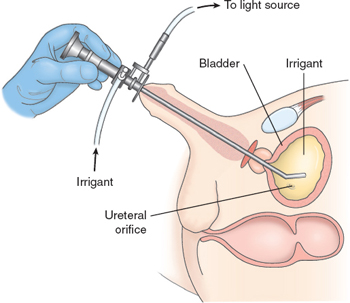 To light source
Bladder
Irrigant
Irrigant
Ureteral
orifice